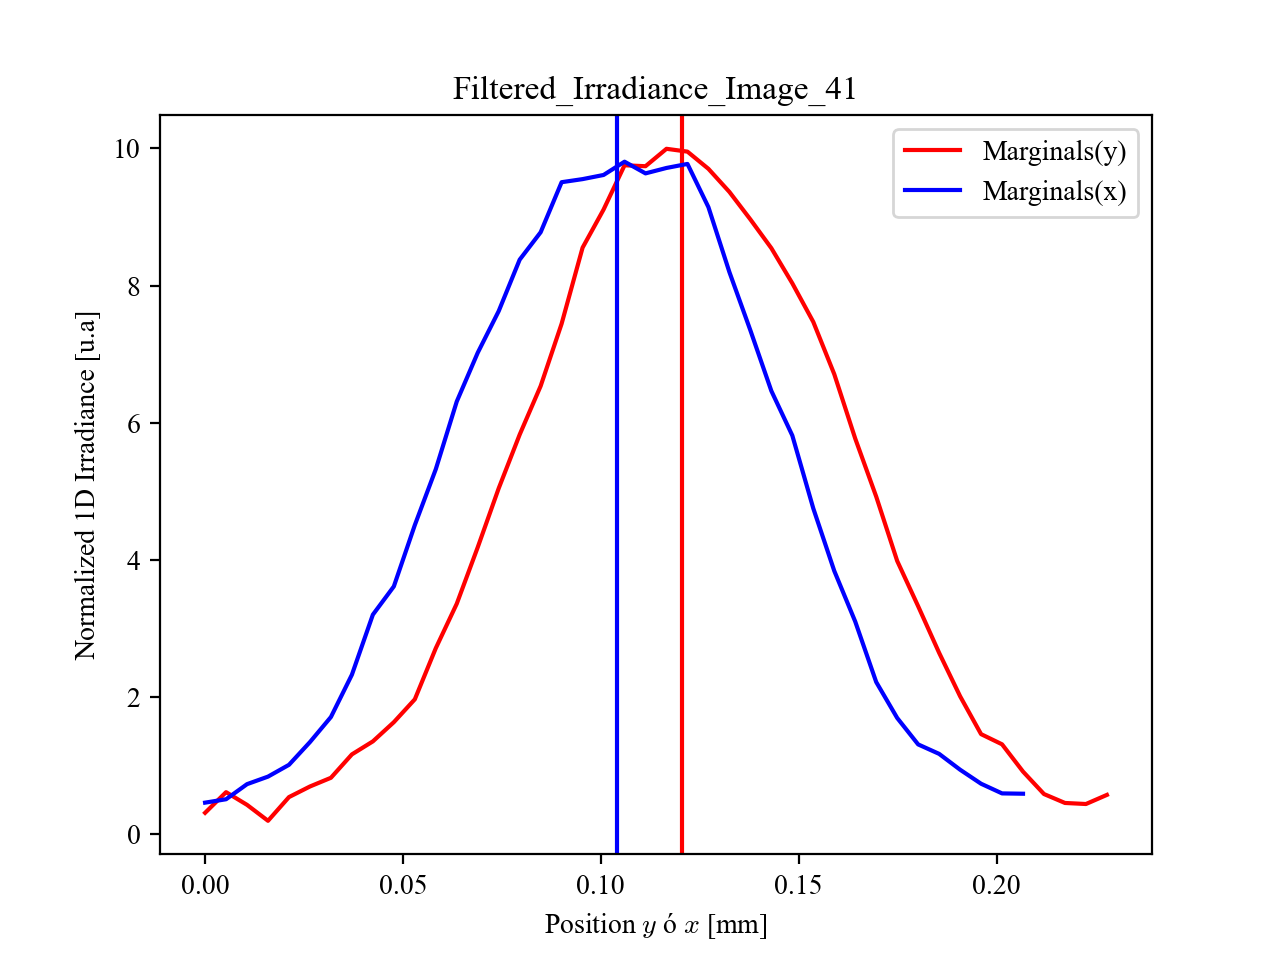 Filtered_Irradiance_Image_41
Marginals(y)
Marginals(x)
Normalized 1D Irradiance [u.a]
10
8
6
4
2
0
0.00 0.05 0.10 0.15 0.20
Position y ó x [mm]